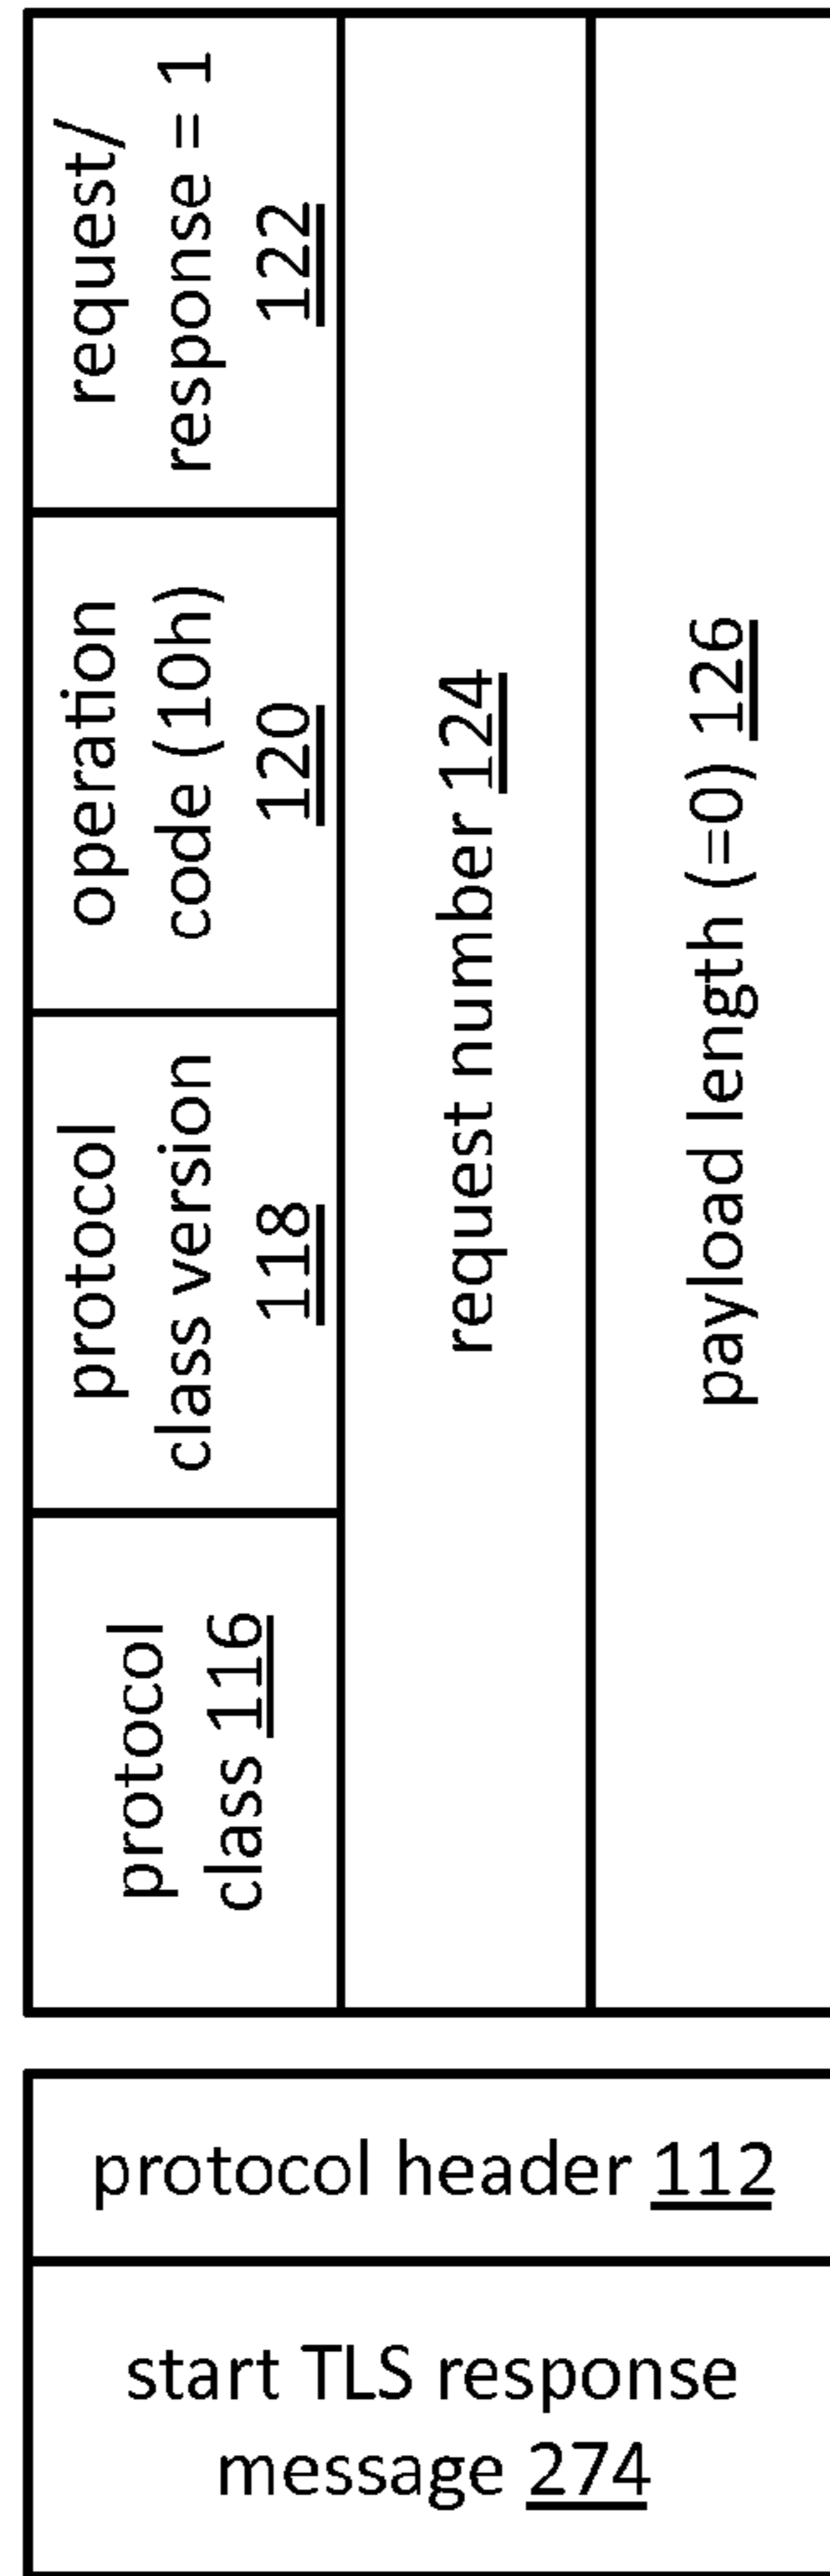 protocol
class 116
protocol
class version
118
operation
code (10h)
120
request/
response = 1
122
request number 124
payload length (=0) 126
protocol header 112
start TLS response
message 274